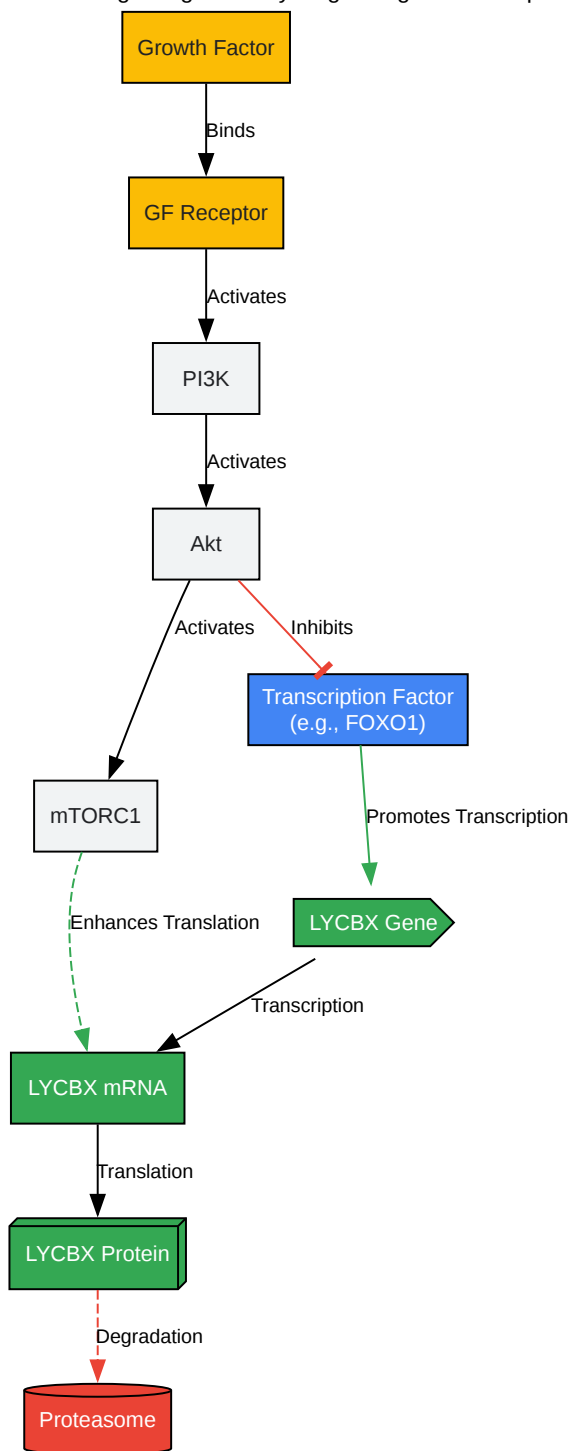 Growth Factor
Binds
GF Receptor
Activates
PI3K
Activates
Akt
Activates
Inhibits
Transcription Factor
(e.g., FOXO1)
mTORC1
Promotes Transcription
Enhances Translation
LYCBX Gene
Transcription
LYCBX mRNA
Translation
LYCBX Protein
Degradation
Proteasome